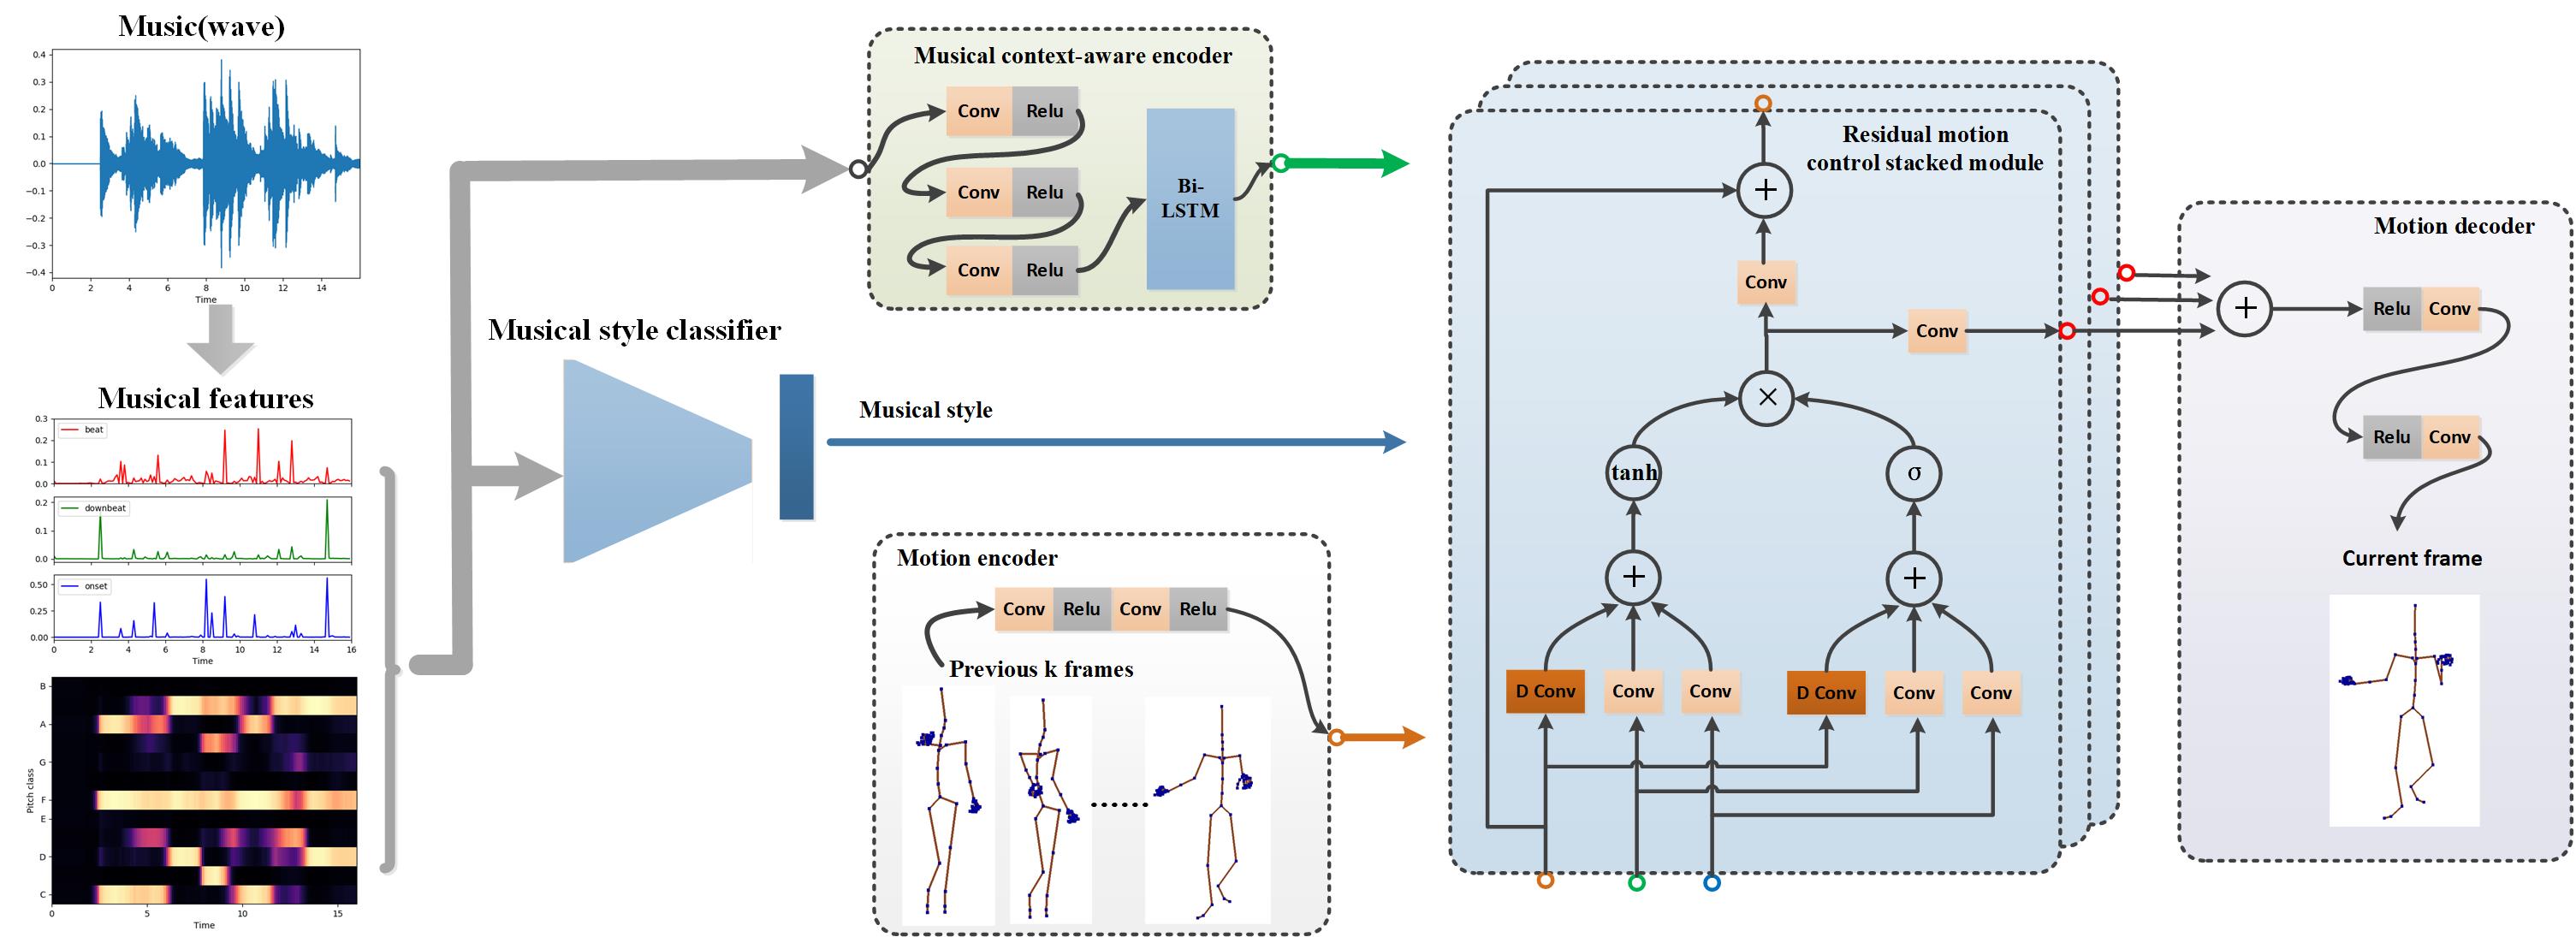 Music(wave)
0.4
0.3
0.2
0.1
0.0
−0.1
−0.2
−0.3
−0.4
0 2 4 6 8 10 12 14
Time
Musical features
0.3
0.2
0.1
0.0
beat
0.2
0.1
0.0
downbeat
0.50
0.25
0.00
onset
0 2 4 6 8 10 12 14 16
Time
B
A
G
F
E
D
C
Pitch class
0 5 10 15
Time
Musical style classifier
Musical context-aware encoder
Conv Relu
Conv Relu
Conv Relu
Bi-
LSTM
Musical style
Motion encoder
Conv Relu Conv Relu
Previous k frames
Residual motion
control stacked module
+
Conv
Conv
×
tanh
σ
+
+
D Conv Conv Conv
D Conv Conv Conv
Motion decoder
+
Relu Conv
Relu Conv
Current frame